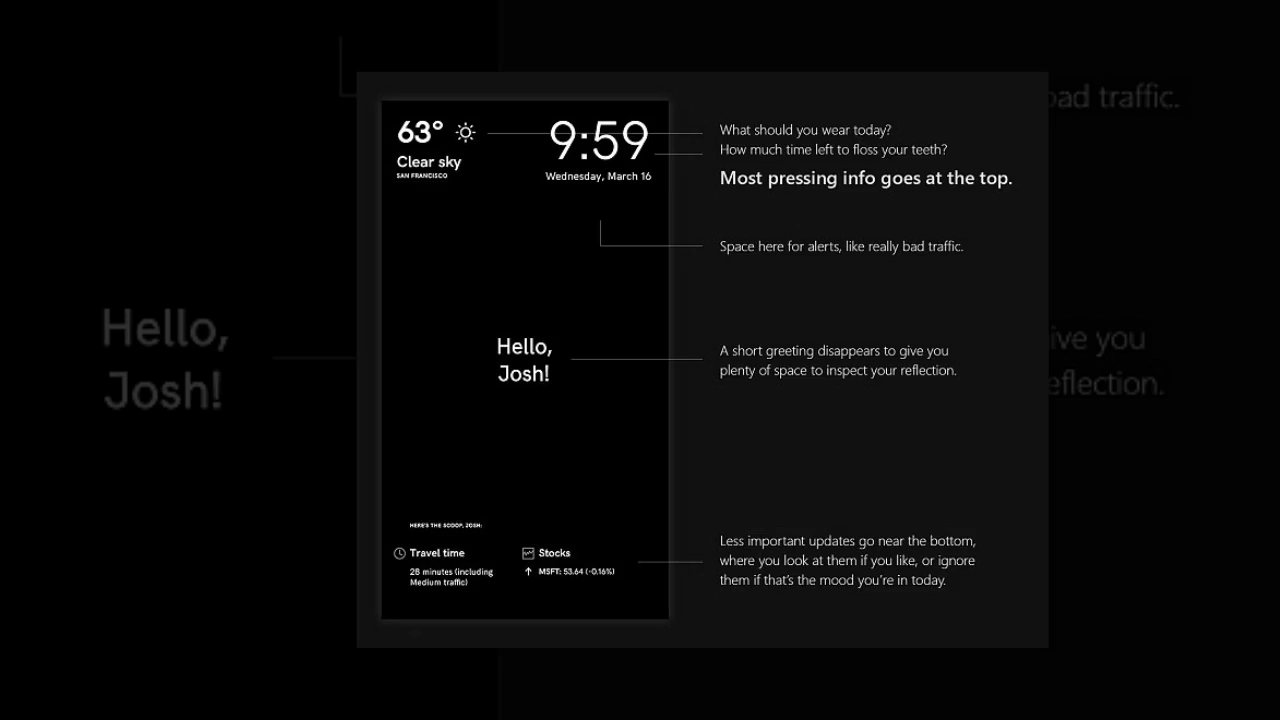 63°
Clear sky
SAN FRANCISCO
9:59
Wednesday, March 16
What should you wear today?
How much time left to floss your teeth?
Most pressing info goes at the top.
Space here for alerts, like really bad traffic.
Hello,
Josh!
A short greeting disappears to give you
plenty of space to inspect your reflection.
HERE'S THE SCOOP, JOSH:
Travel time
28 minutes (including
Medium traffic)
Stocks
MSFT: 53.64 (-0.16%)
Less important updates go near the bottom,
where you look at them if you like, or ignore
them if that's the mood you're in today.
Hello,
Josh!
bad traffic.
ive you
eflection.